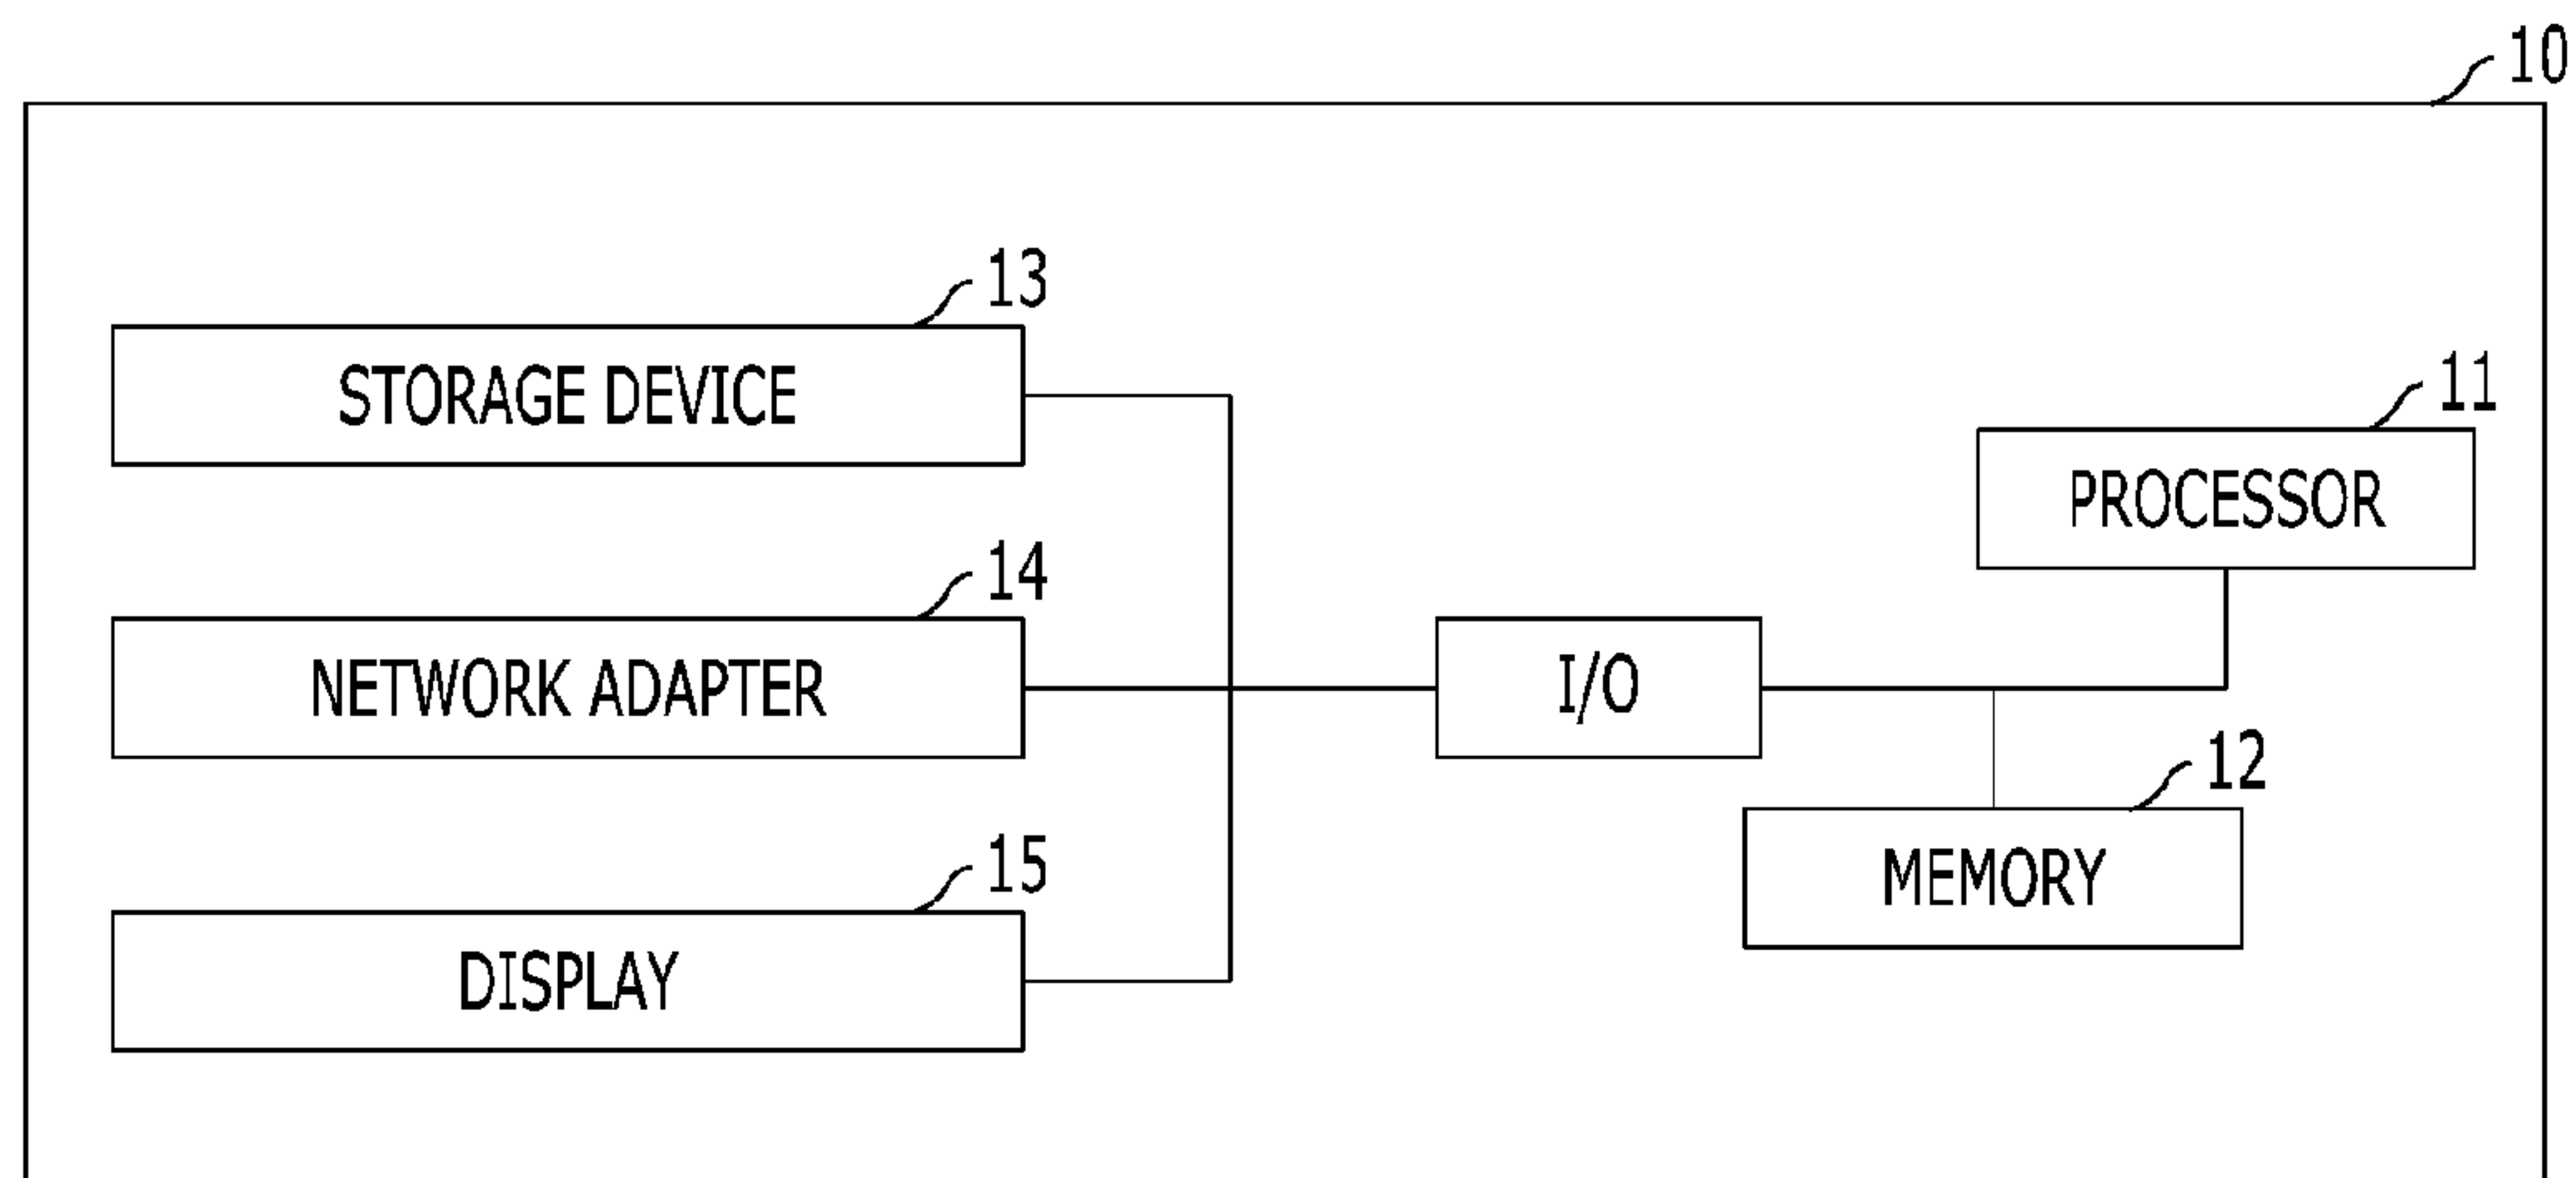 10
13
STORAGE DEVICE
11
PROCESSOR
14
NETWORK ADAPTER
I/O
12
MEMORY
15
DISPLAY